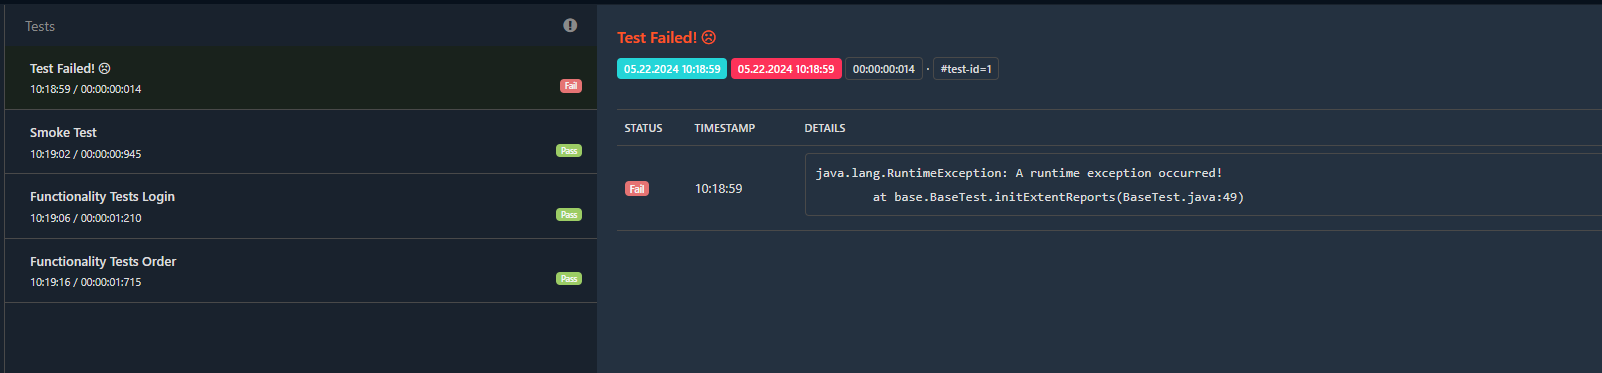 Tests
Test Failed! ☹
10:18:59 / 00:00:00:014
Fail
Smoke Test
10:19:02 / 00:00:00:945
Pass
Functionality Tests Login
10:19:06 / 00:00:01:210
Pass
Functionality Tests Order
10:19:16 / 00:00:01:715
Pass
Test Failed! ☹
05.22.2024 10:18:59 05.22.2024 10:18:59 00:00:00:014 · #test-id=1
STATUS TIMESTAMP DETAILS
Fail 10:18:59
java.lang.RuntimeException: A runtime exception occurred!
at base.BaseTest.initExtentReports(BaseTest.java:49)